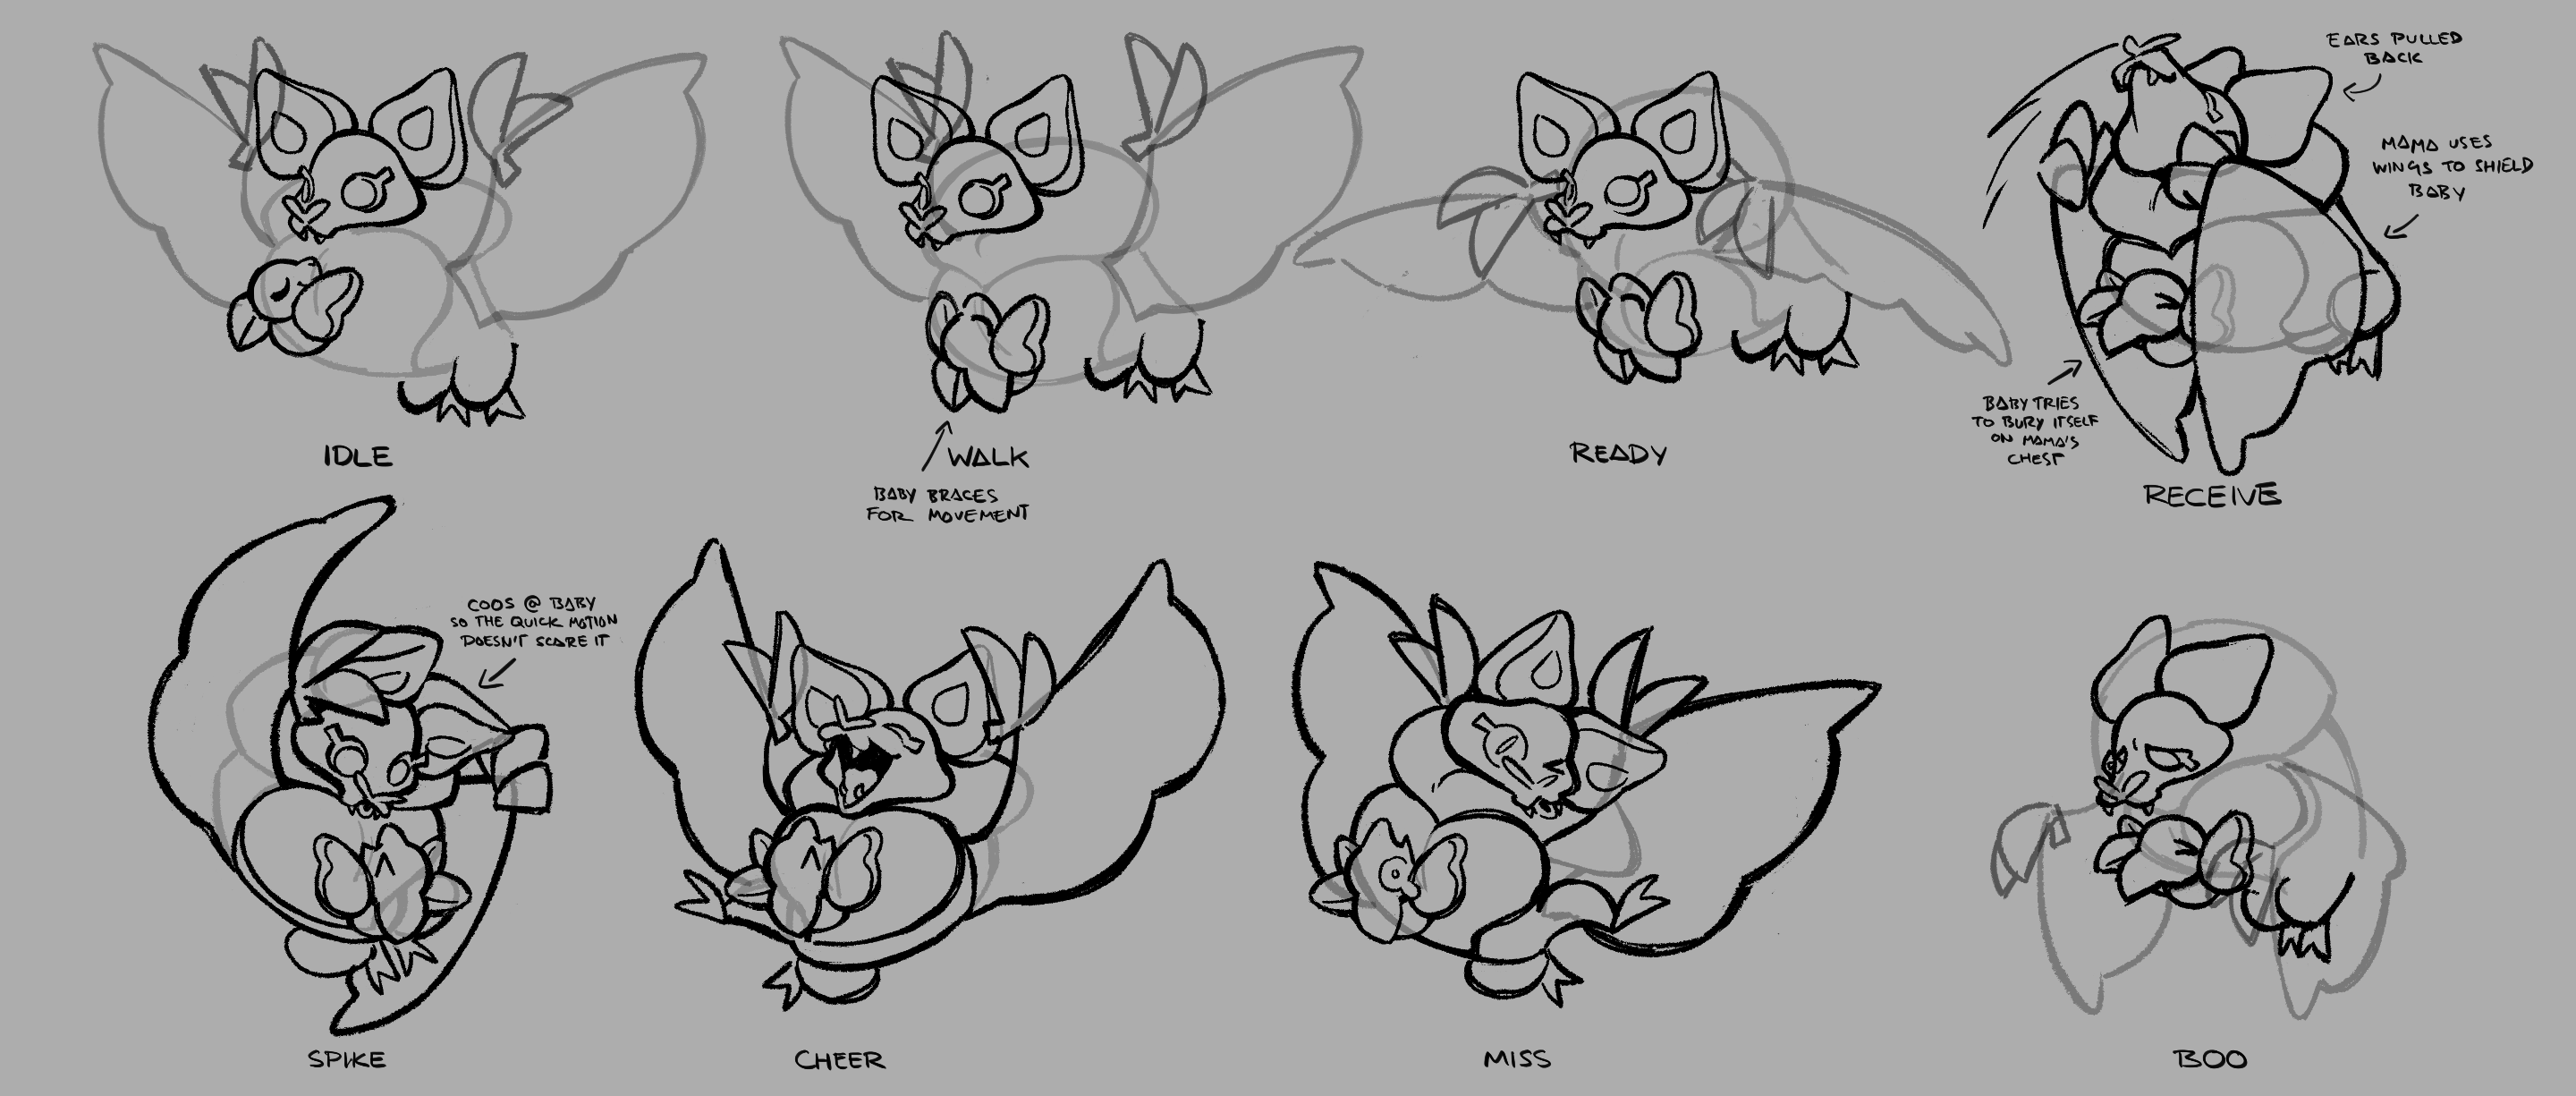 EARS PULLED
BACK
MAMA USES
WINGS TO SHIELD
BABY
BABY TRIES
TO BURY ITSELF
ON MAMA'S
CHEST
IDLE
WALK
READY
RECEIVE
BABY BRACES
FOR MOVEMENT
COOS @ BABY
SO THE QUICK MOTION
DOESN'T SCARE IT
SPIKE
CHEER
MISS
BOO